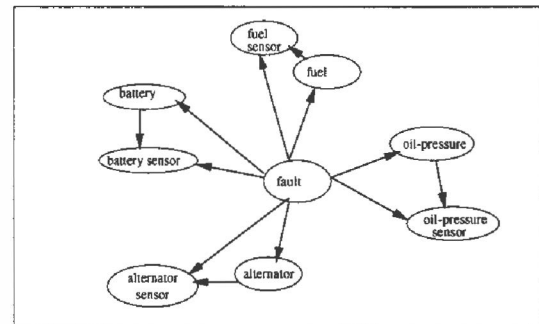 fuel
sensor
fuel
battery
battery sensor
oil-pressure
fault
oil-pressure
sensor
alternator
alternator
sensor